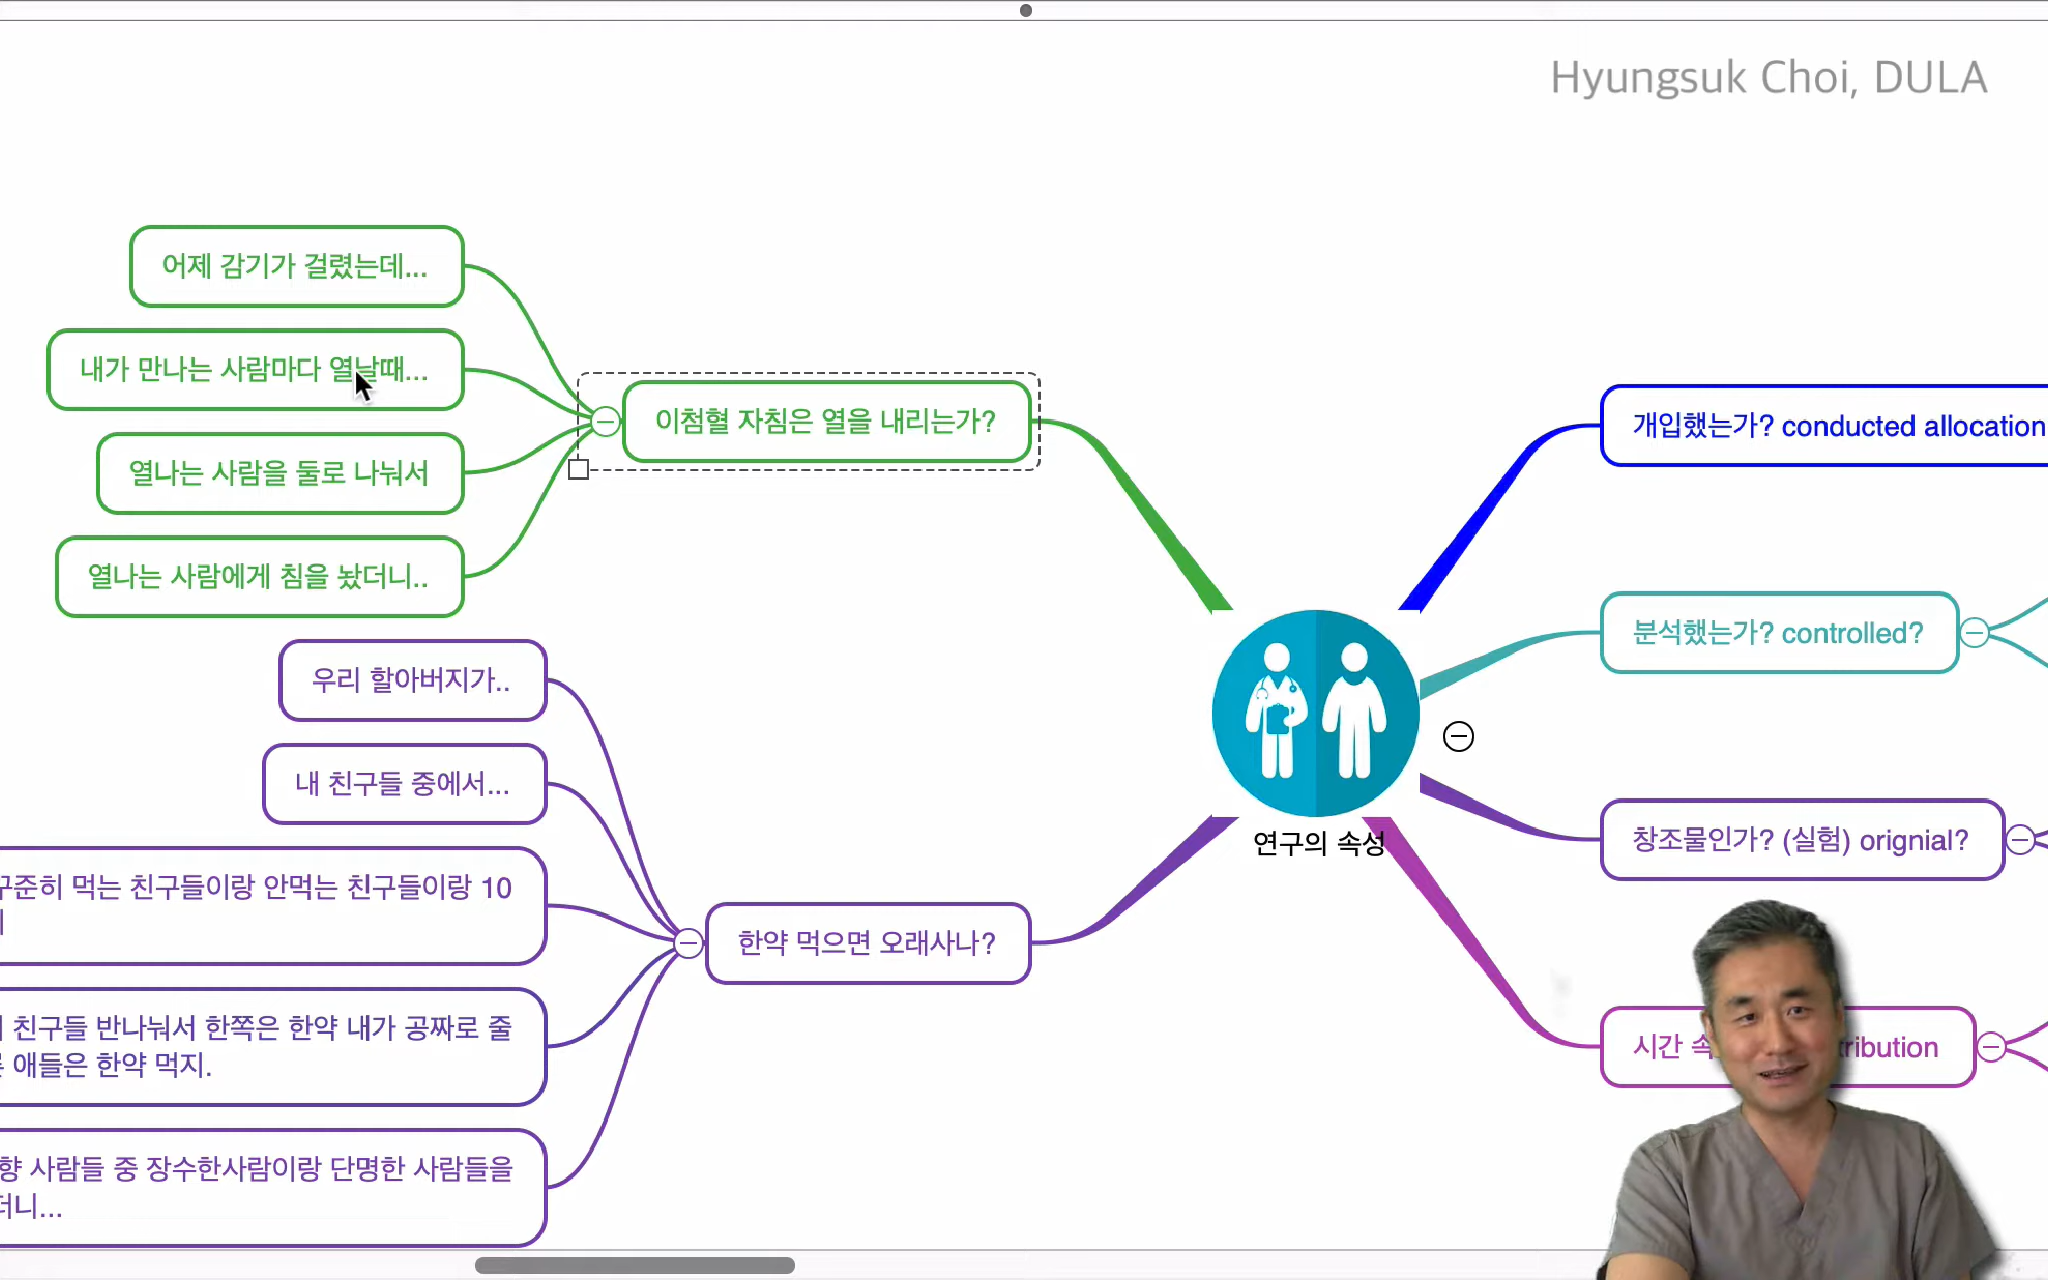 Hyungsuk Choi, DULA
어제 감기가 걸렸는데...
내가 만나는 사람마다 열날때...
열나는 사람을 둘로 나눠서
열나는 사람에게 침을 놨더니..
이첨혈 자침은 열을 내리는가?
우리 할아버지가..
내 친구들 중에서...
꾸준히 먹는 친구들이랑 안먹는 친구들이랑 10
친구들 반나눠서 한쪽은 한약 내가 공짜로 줄
애들은 한약 먹지.
사람들 중 장수한사람이랑 단명한 사람들을
한약 먹으면 오래사나?
연구의 속성
개입했는가? conducted allocation
분석했는가? controlled?
창조물인가? (실험) orignial?
시간